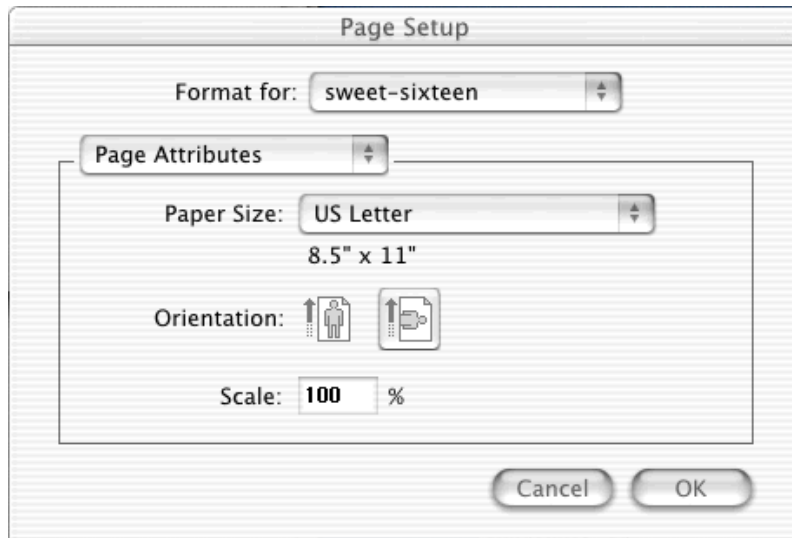 Page Setup
Format for: sweet-sixteen
Page Attributes
Paper Size: US Letter
8.5" x 11"
Orientation:
Scale: 100 %
Cancel OK